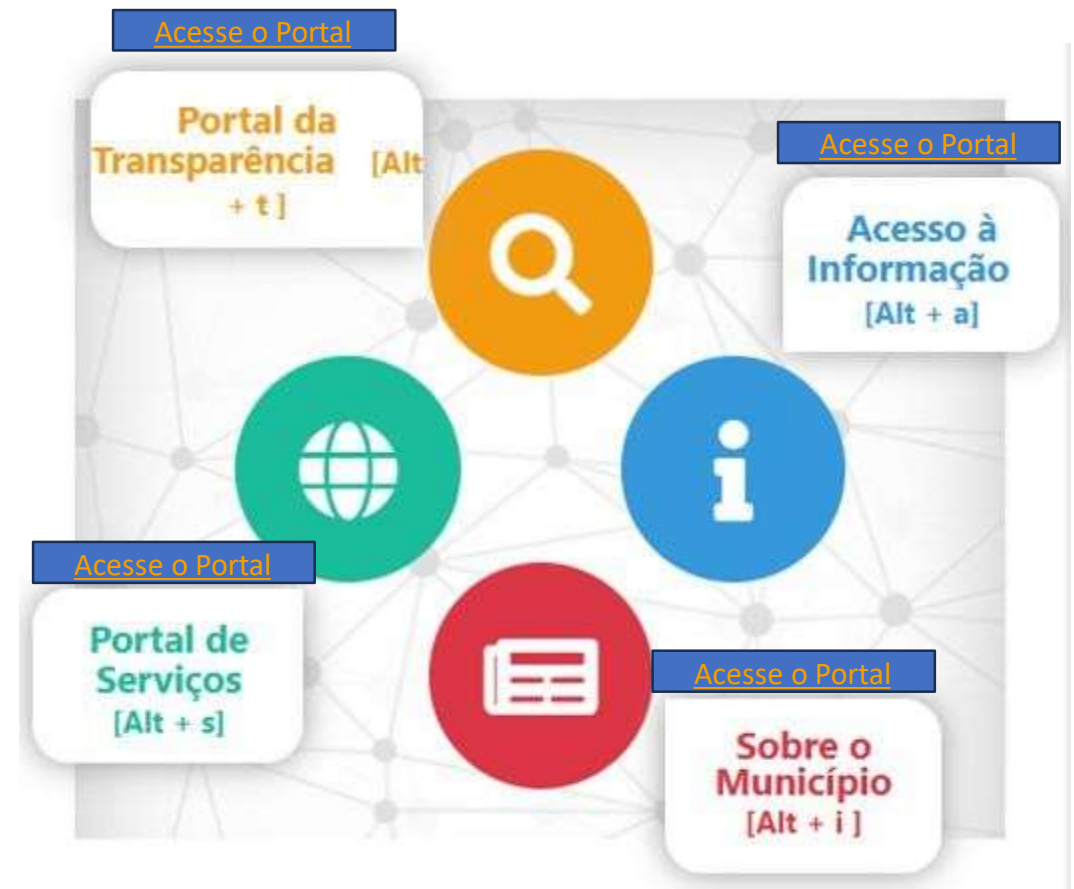 Acesse o Portal
Portal da
Transparência [Alt
+ t ]
Acesse o Portal
Acesso à
Informação
[Alt + a]
Acesse o Portal
Portal de
Serviços
[Alt + s]
Acesse o Portal
Sobre o
Município
[Alt + i ]